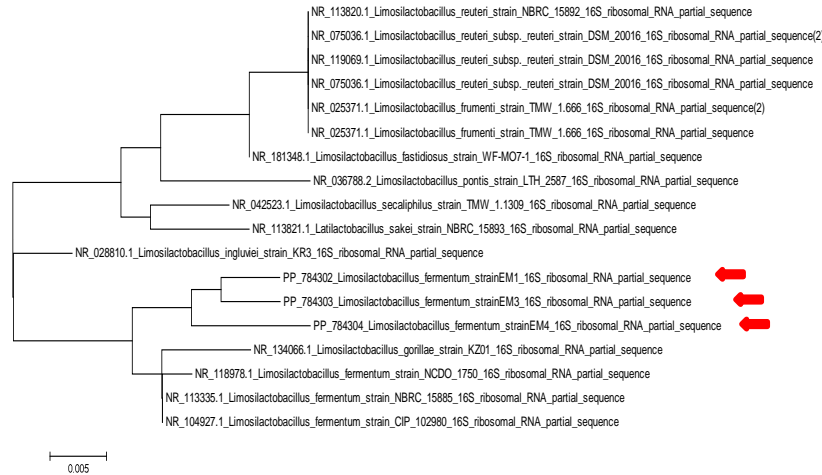 NR_113820.1_Limosilactobacillus_reuteri_strain_NBRC_15892_16S_ribosomal_RNA_partial_sequence
NR_075036.1_Limosilactobacillus_reuteri_subsp._reuteri_strain_DSM_20016_16S_ribosomal_RNA_partial_sequence(2)
NR_119069.1_Limosilactobacillus_reuteri_subsp._reuteri_strain_DSM_20016_16S_ribosomal_RNA_partial_sequence
NR_075036.1_Limosilactobacillus_reuteri_subsp._reuteri_strain_DSM_20016_16S_ribosomal_RNA_partial_sequence
NR_025371.1_Limosilactobacillus_frumenti_strain_TMW_1.666_16S_ribosomal_RNA_partial_sequence(2)
NR_025371.1_Limosilactobacillus_frumenti_strain_TMW_1.666_16S_ribosomal_RNA_partial_sequence
NR_181348.1_Limosilactobacillus_fastidiosus_strain_WF-MO7-1_16S_ribosomal_RNA_partial_sequence
NR_036788.2_Limosilactobacillus_pontis_strain_LTH_2587_16S_ribosomal_RNA_partial_sequence
NR_042523.1_Limosilactobacillus_secaliphilus_strain_TMW_1.1309_16S_ribosomal_RNA_partial_sequence
NR_113821.1_Latilactobacillus_sakei_strain_NBRC_15893_16S_ribosomal_RNA_partial_sequence
NR_028810.1_Limosilactobacillus_ingluviei_strain_KR3_16S_ribosomal_RNA_partial_sequence
PP_784302_Limosilactobacillus_fermentum_strainEM1_16S_ribosomal_RNA_partial_sequence
PP_784303_Limosilactobacillus_fermentum_strainEM3_16S_ribosomal_RNA_partial_sequence
PP_784304_Limosilactobacillus_fermentum_strainEM4_16S_ribosomal_RNA_partial_sequence
NR_134066.1_Limosilactobacillus_gorillae_strain_KZ01_16S_ribosomal_RNA_partial_sequence
NR_118978.1_Limosilactobacillus_fermentum_strain_NCDO_1750_16S_ribosomal_RNA_partial_sequence
NR_113335.1_Limosilactobacillus_fermentum_strain_NBRC_15885_16S_ribosomal_RNA_partial_sequence
NR_104927.1_Limosilactobacillus_fermentum_strain_CIP_102980_16S_ribosomal_RNA_partial_sequence
0.005